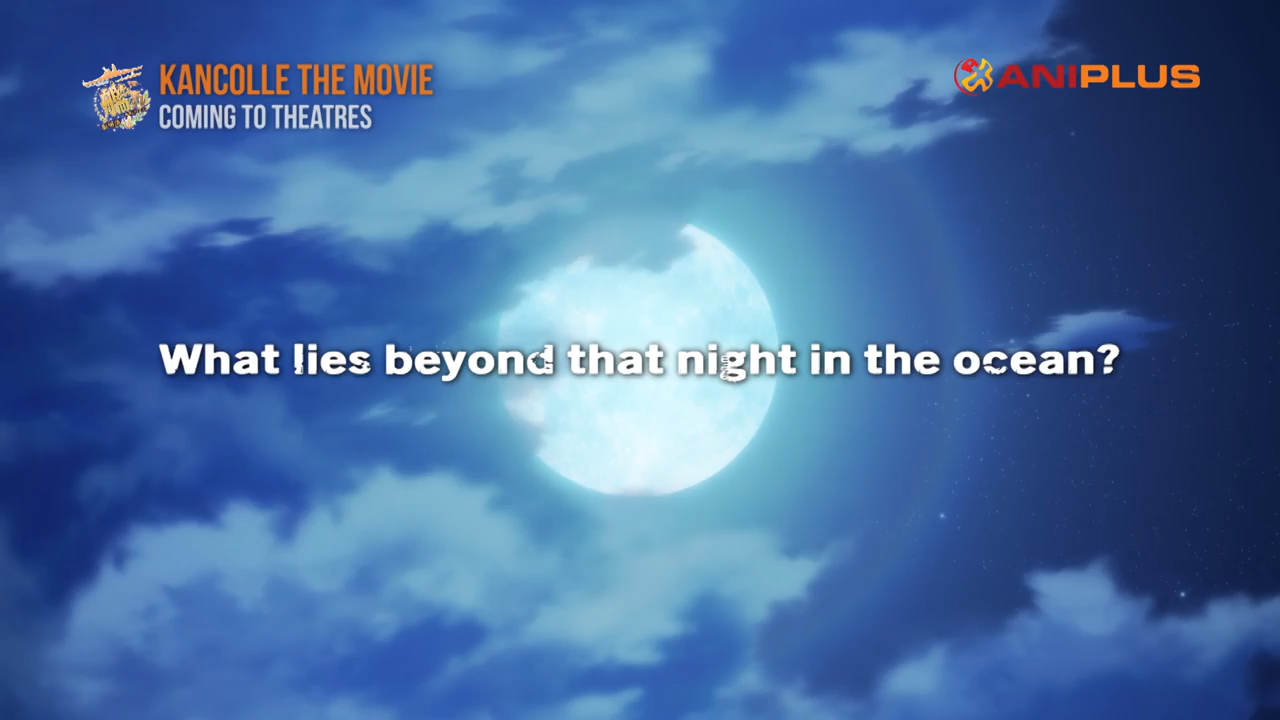 KANCOLLE THE MOVIE
COMING TO THEATRES
ANIPLUS
What lies beyond that night in the ocean?